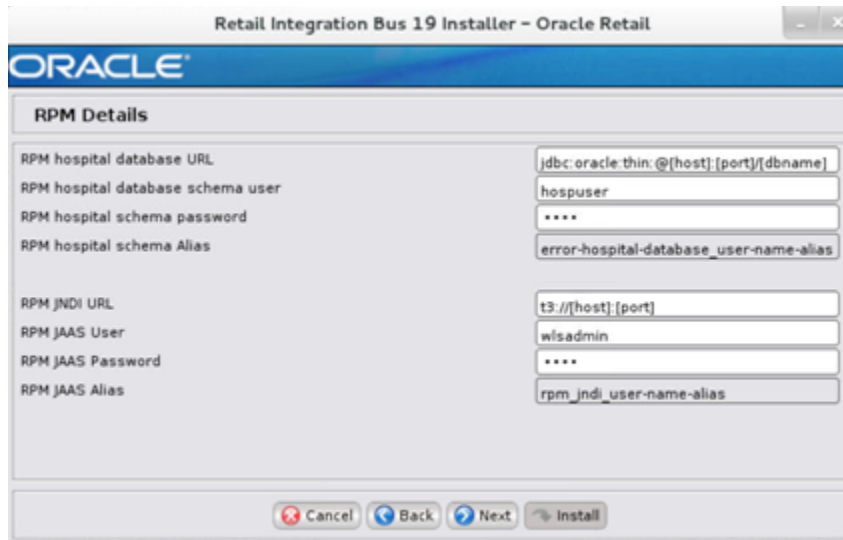 Retail Integration Bus 19 Installer – Oracle Retail
ORACLE
RPM Details
RPM hospital database URL jdbc:oracle:thin:@[host]:[port]/[dbname]
RPM hospital database schema user hospuser
RPM hospital schema password ••••
RPM hospital schema Alias error-hospital-database_user-name-alias
RPM JNDI URL t3://[host]:[port]
RPM JAAS User wlsadmin
RPM JAAS Password ••••
RPM JAAS Alias rpm_jndi_user-name-alias
Cancel Back Next Install